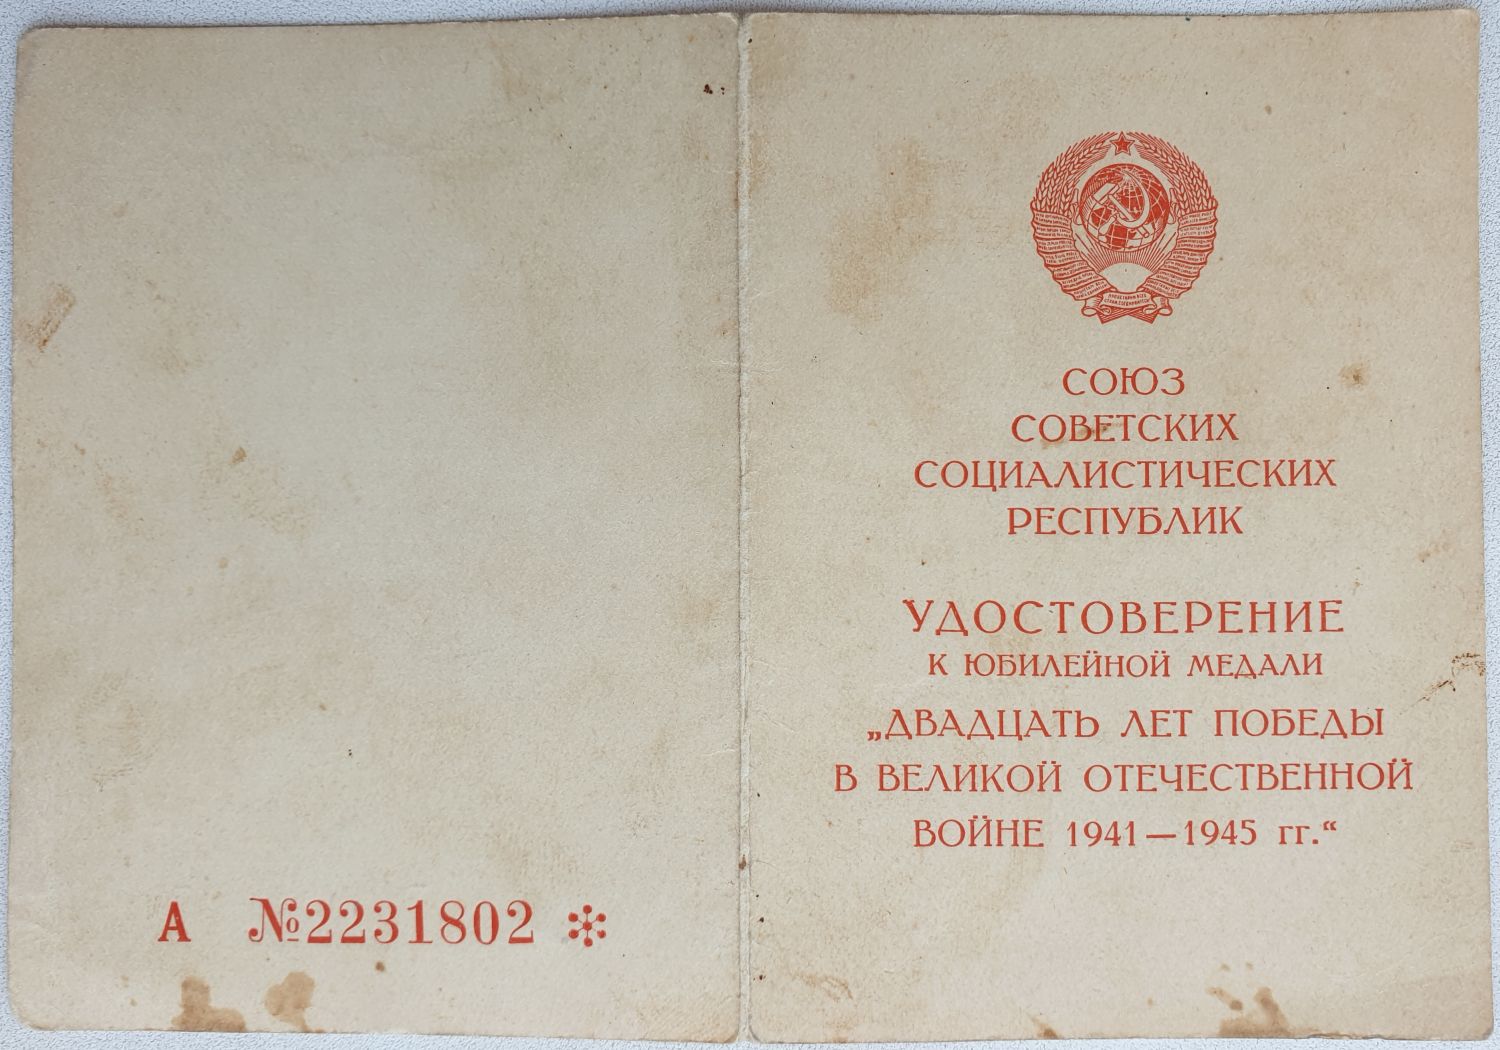 А №2231802
СОЮЗ
СОВЕТСКИХ
СОЦИАЛИСТИЧЕСКИХ
РЕСПУБЛИК
УДОСТОВЕРЕНИЕ
К ЮБИЛЕЙНОЙ МЕДАЛИ
„ДВАДЦАТЬ ЛЕТ ПОБЕДЫ
В ВЕЛИКОЙ ОТЕЧЕСТВЕННОЙ
ВОЙНЕ 1941—1945 гг.“